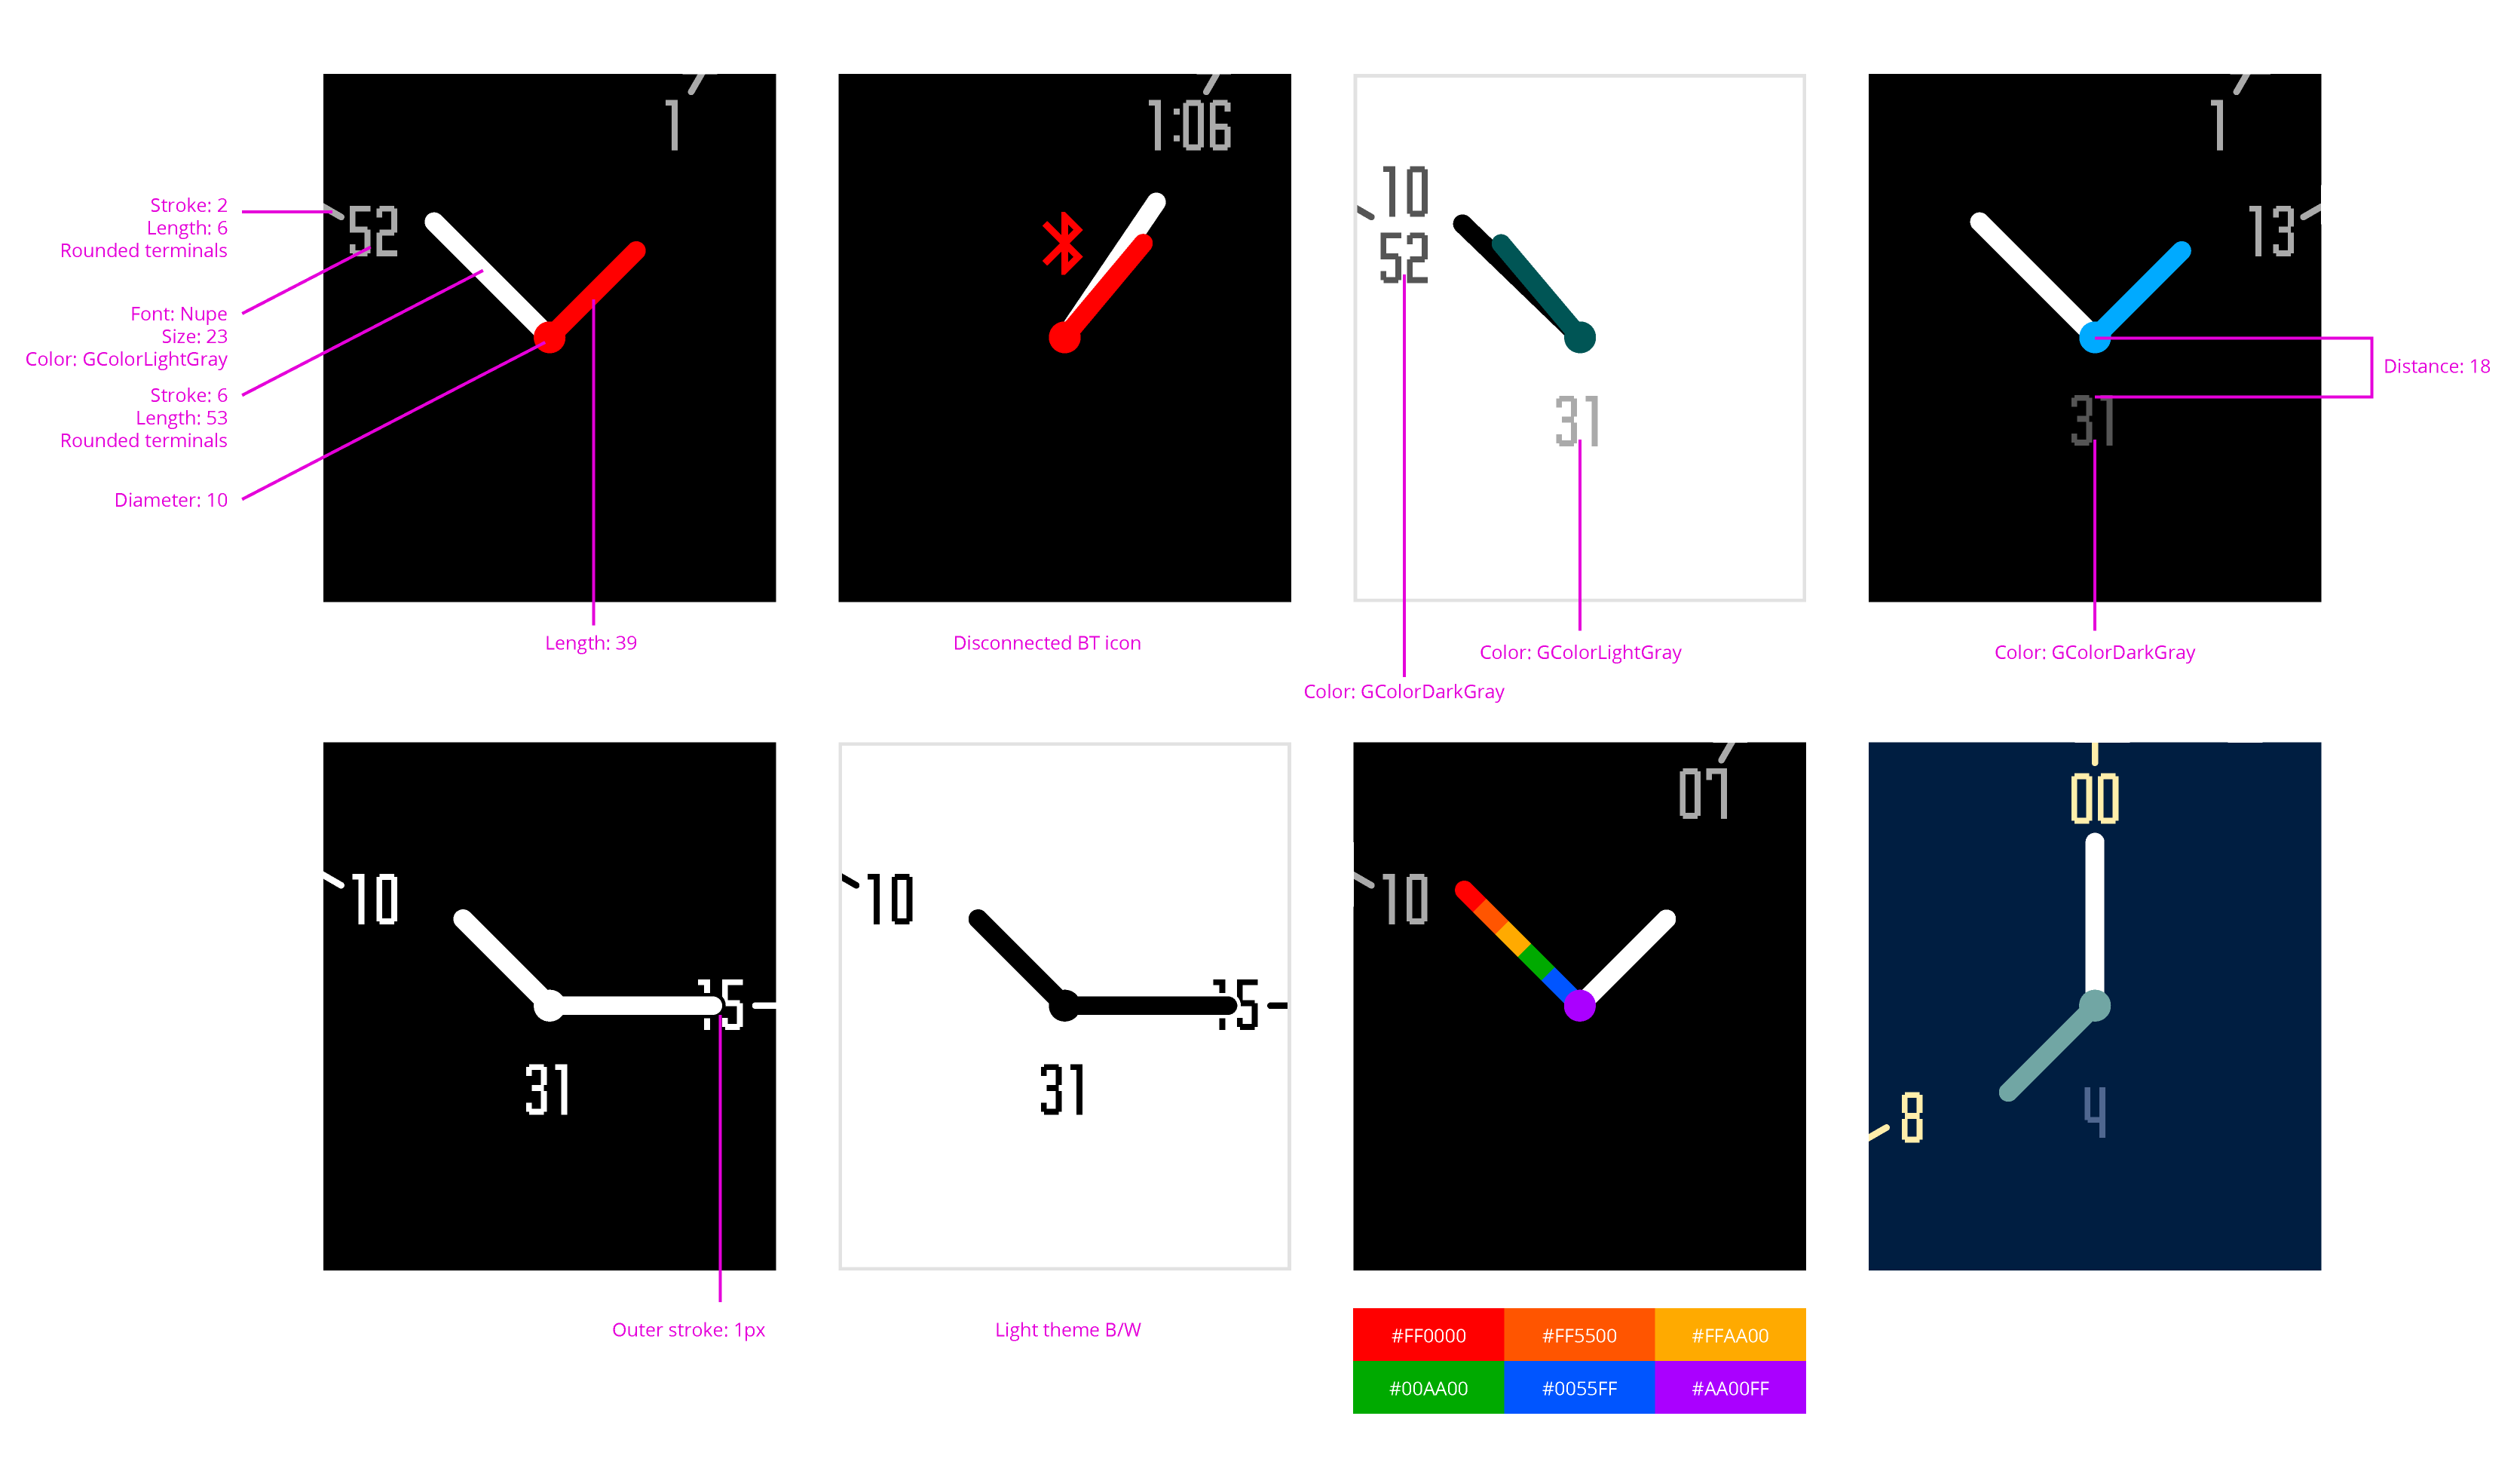 1
52
Stroke: 2
Length: 6
Rounded terminals
Font: Nupe
Size: 23
Color: GColorLightGray
Stroke: 6
Length: 53
Rounded terminals
Diameter: 10
Length: 39
1:06
Disconnected BT icon
10
52
31
Color: GColorLightGray
Color: GColorDarkGray
1
13
31
Distance: 18
Color: GColorDarkGray
10
15
31
Outer stroke: 1px
10
15
31
Light theme B/W
07
10
#FF0000 #FF5500 #FFAA00
#00AA00 #0055FF #AA00FF
00
8
4